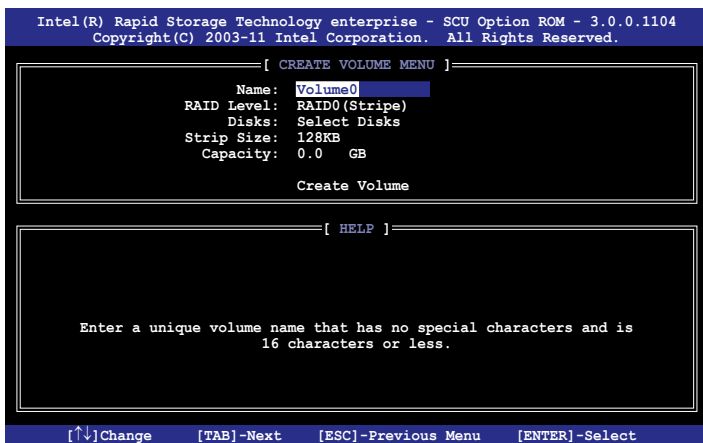 Intel(R) Rapid Storage Technology enterprise - SCU Option ROM - 3.0.0.1104
Copyright(C) 2003-11 Intel Corporation.  All Rights Reserved.
[ CREATE VOLUME MENU ]
Name: Volume0
RAID Level: RAID0(Stripe)
Disks: Select Disks
Strip Size: 128KB
Capacity: 0.0 GB
Create Volume
[ HELP ]
Enter a unique volume name that has no special characters and is
16 characters or less.
[↑↓]Change [TAB]-Next [ESC]-Previous Menu [ENTER]-Select